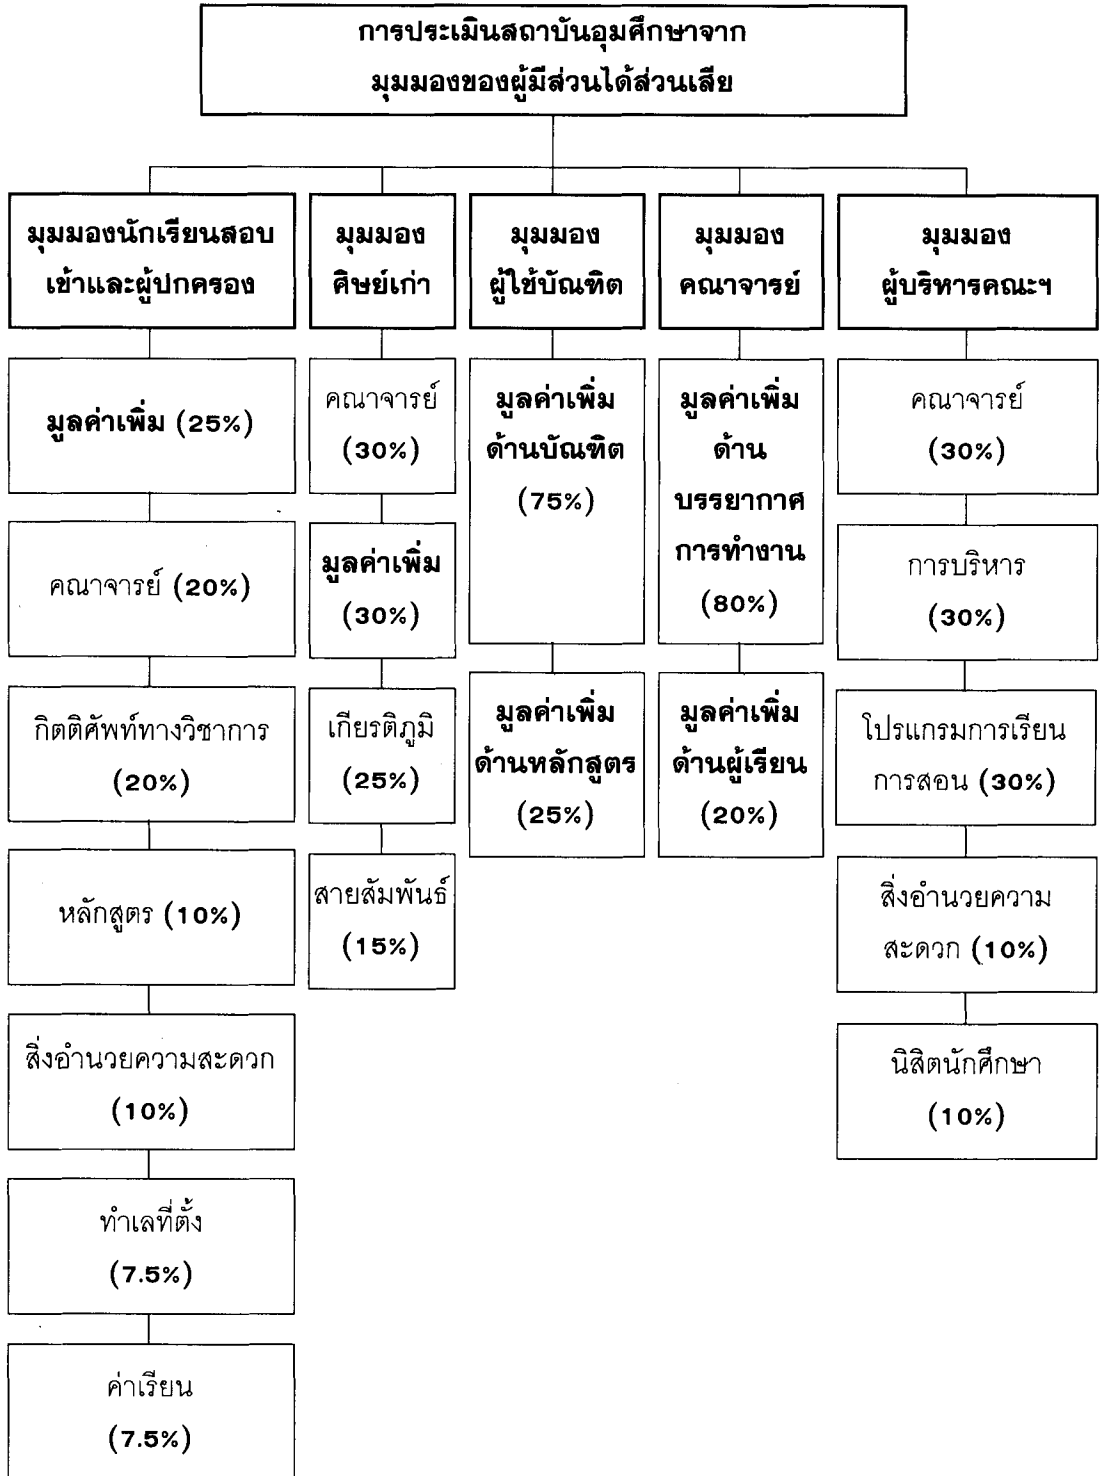 การประเมินสถาบันอุมศึกษาจาก
มุมมองของผู้มีส่วนได้ส่วนเสีย
มุมมองนักเรียนสอบ
เข้าและผู้ปกครอง
มูลค่าเพิ่ม (25%)
คณาจารย์ (20%)
กิตติศัพท์ทางวิชาการ
(20%)
หลักสูตร (10%)
สิ่งอำนวยความสะดวก
(10%)
ทำเลที่ตั้ง
(7.5%)
ค่าเรียน
(7.5%)
มุมมอง
ศิษย์เก่า
คณาจารย์
(30%)
มูลค่าเพิ่ม
(30%)
เกียรติภูมิ
(25%)
สายสัมพันธ์
(15%)
มุมมอง
ผู้ใช้บัณฑิต
มูลค่าเพิ่ม
ด้านบัณฑิต
(75%)
มูลค่าเพิ่ม
ด้านหลักสูตร
(25%)
มุมมอง
คณาจารย์
มูลค่าเพิ่ม
ด้าน
บรรยากาศ
การทำงาน
(80%)
มูลค่าเพิ่ม
ด้านผู้เรียน
(20%)
มุมมอง
ผู้บริหารคณะฯ
คณาจารย์
(30%)
การบริหาร
(30%)
โปรแกรมการเรียน
การสอน (30%)
สิ่งอำนวยความ
สะดวก (10%)
นิสิตนักศึกษา
(10%)